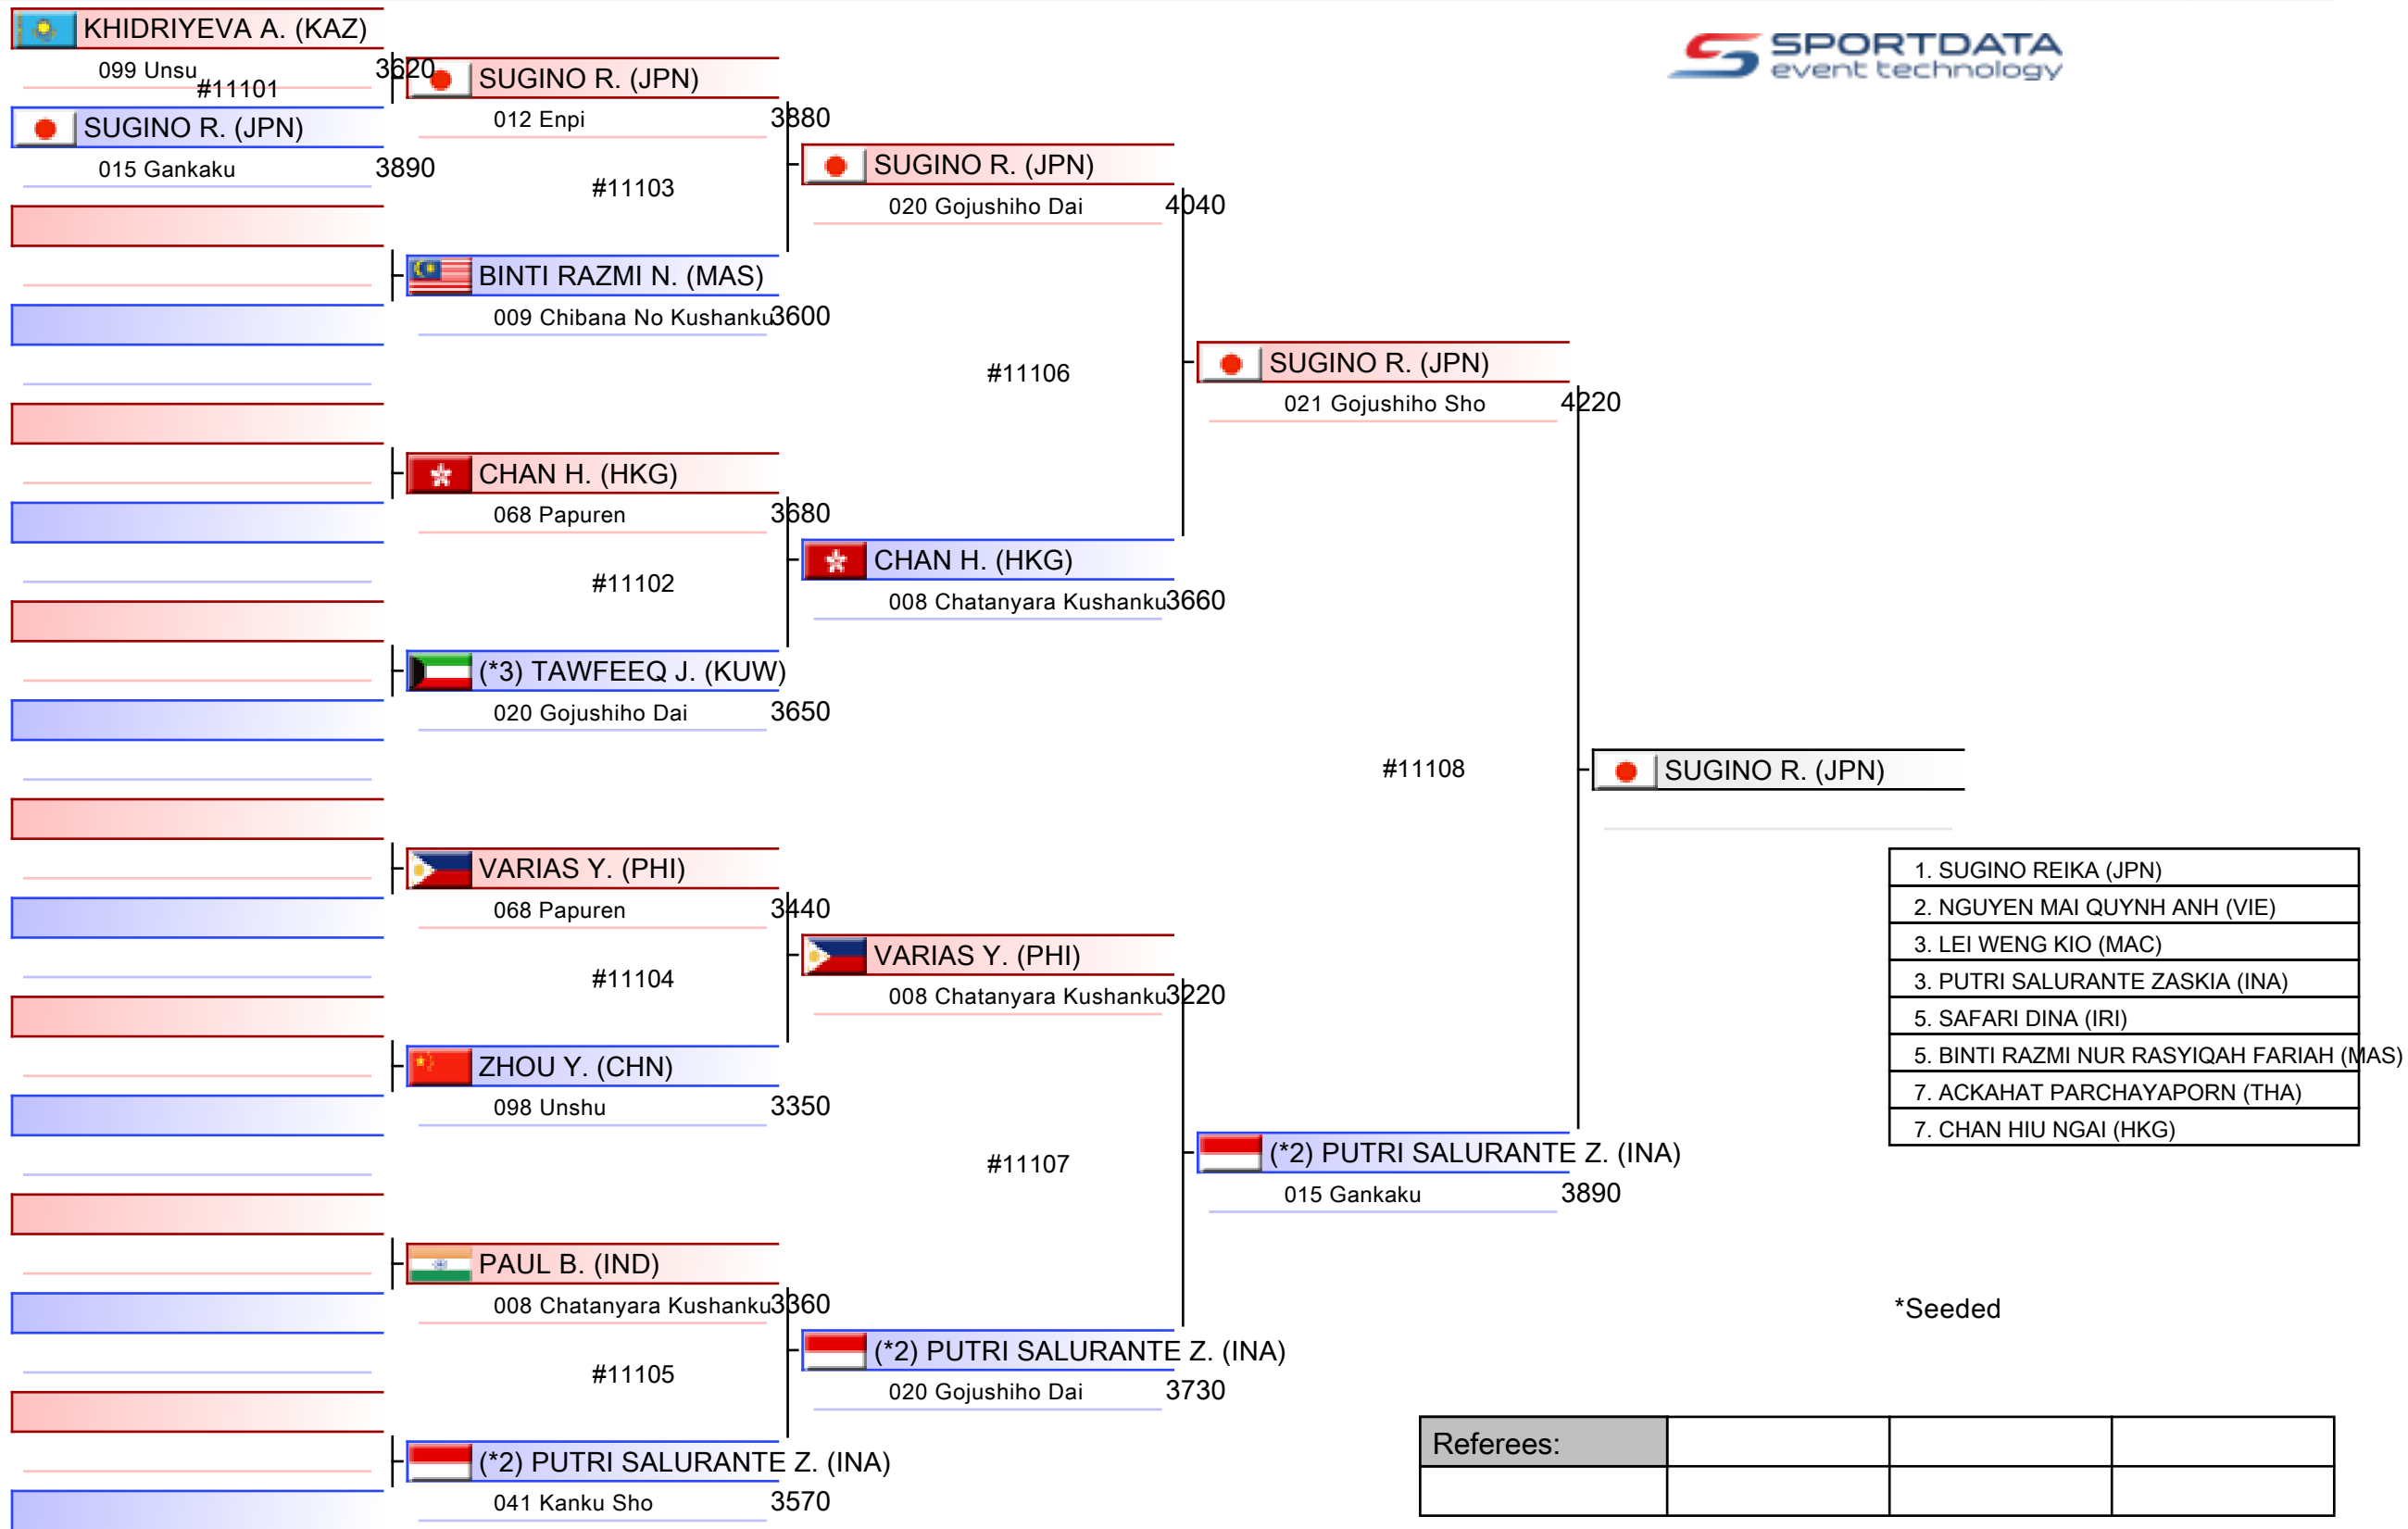 KHIDRIYEVA A. (KAZ)
099 Unsu
3620
#11101
SUGINO R. (JPN)
015 Gankaku
3890
SUGINO R. (JPN)
012 Enpi
3880
#11103
BINTI RAZMI N. (MAS)
009 Chibana No Kushanku
3600
CHAN H. (HKG)
068 Papuren
3680
#11102
(*3) TAWFEEQ J. (KUW)
020 Gojushiho Dai
3650
VARIAS Y. (PHI)
068 Papuren
3440
#11104
ZHOU Y. (CHN)
098 Unshu
3350
PAUL B. (IND)
008 Chatanyara Kushanku
3360
#11105
(*2) PUTRI SALURANTE Z. (INA)
041 Kanku Sho
3570
SUGINO R. (JPN)
020 Gojushiho Dai
4040
#11106
CHAN H. (HKG)
008 Chatanyara Kushanku
3660
VARIAS Y. (PHI)
008 Chatanyara Kushanku
3220
#11107
(*2) PUTRI SALURANTE Z. (INA)
020 Gojushiho Dai
3730
SUGINO R. (JPN)
021 Gojushiho Sho
4220
#11108
(*2) PUTRI SALURANTE Z. (INA)
015 Gankaku
3890
SUGINO R. (JPN)
SPORTDATA
event technology
1. SUGINO REIKA (JPN)
2. NGUYEN MAI QUYNH ANH (VIE)
3. LEI WENG KIO (MAC)
3. PUTRI SALURANTE ZASKIA (INA)
5. SAFARI DINA (IRI)
5. BINTI RAZMI NUR RASYIQAH FARIAH (MAS)
7. ACKAHAT PARCHAYAPORN (THA)
7. CHAN HIU NGAI (HKG)
*Seeded
Referees: